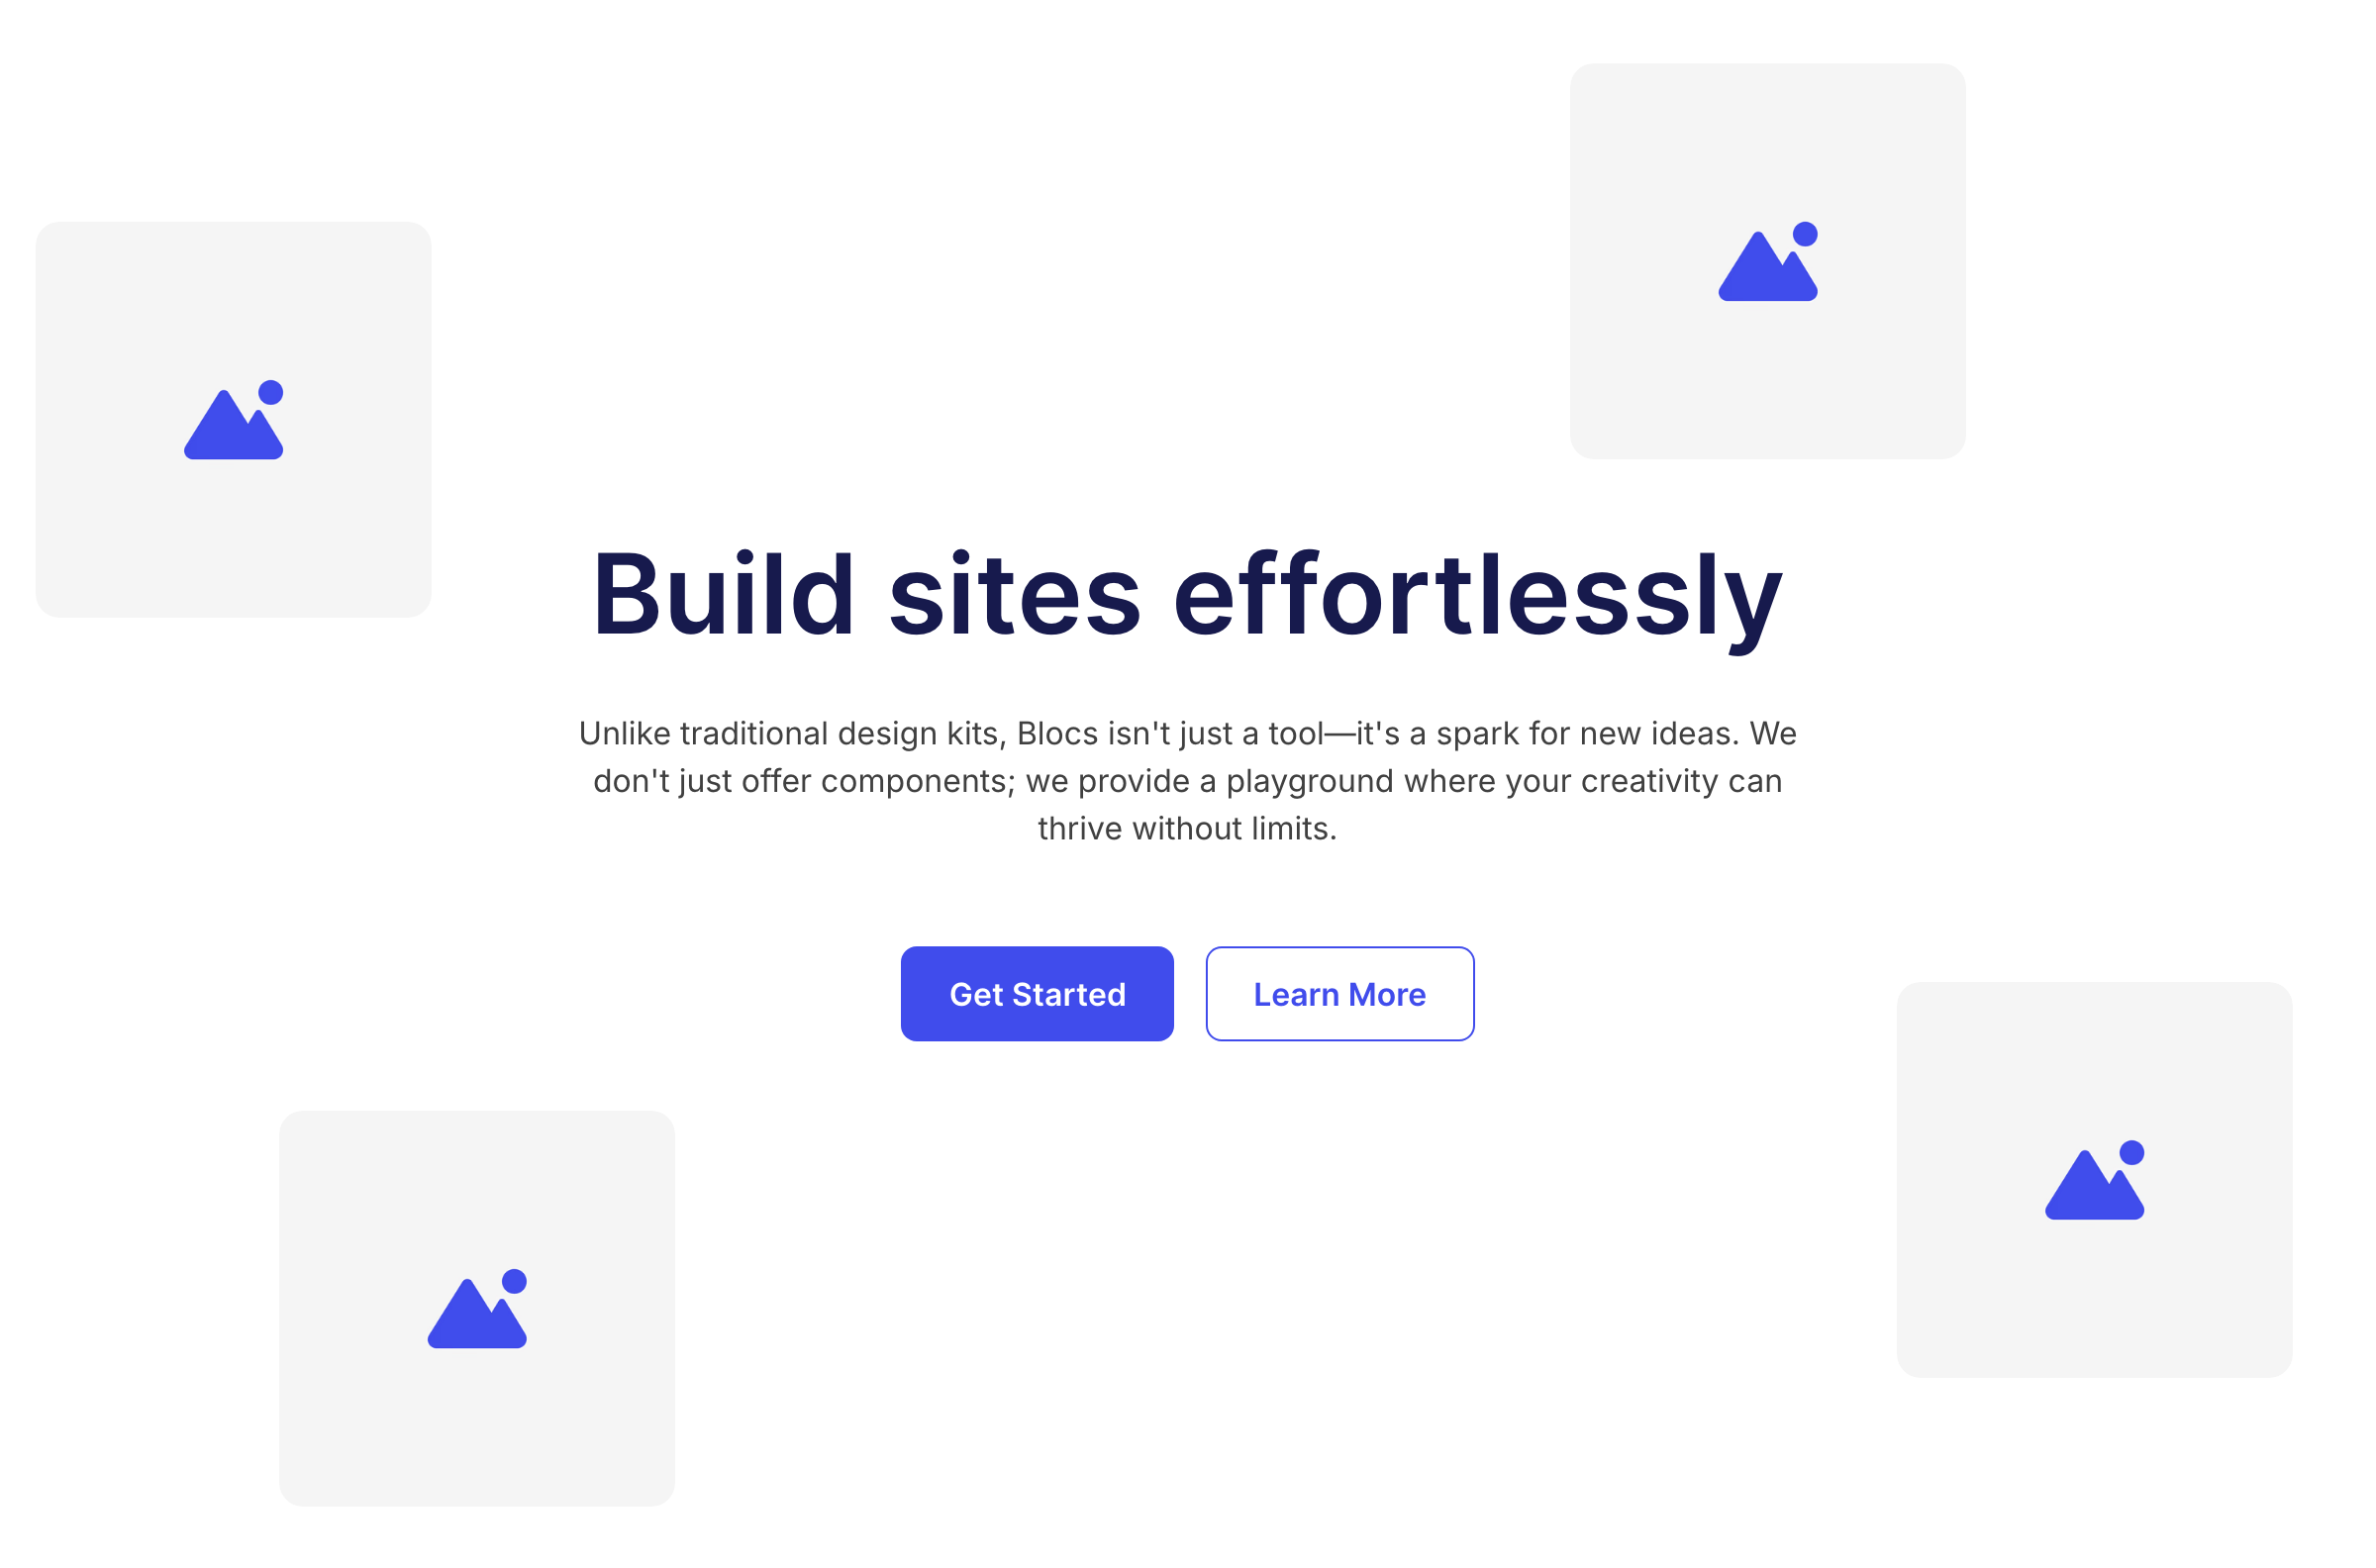 Build sites effortlessly
Unlike traditional design kits, Blocs isn't just a tool—it's a spark for new ideas. We
don't just offer components; we provide a playground where your creativity can
thrive without limits.
Get Started
Learn More